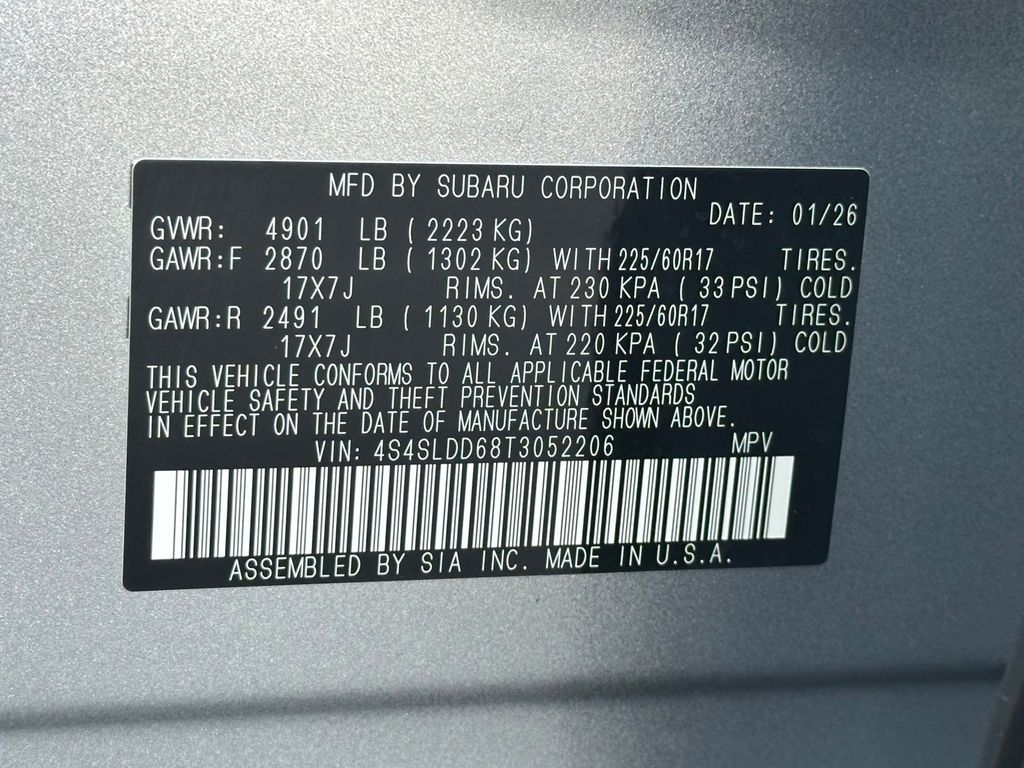 MFD BY SUBARU CORPORATION
DATE: 01/26
GVWR: 4901 LB ( 2223 KG)
GAWR:F 2870 LB ( 1302 KG) WITH 225/60R17 TIRES.
17X7J RIMS. AT 230 KPA ( 33 PSI) COLD
GAWR:R 2491 LB ( 1130 KG) WITH 225/60R17 TIRES.
17X7J RIMS. AT 220 KPA ( 32 PSI) COLD
THIS VEHICLE CONFORMS TO ALL APPLICABLE FEDERAL MOTOR
VEHICLE SAFETY AND THEFT PREVENTION STANDARDS
IN EFFECT ON THE DATE OF MANUFACTURE SHOWN ABOVE.
VIN: 4S4SLDD68T3052206 MPV
ASSEMBLED BY SIA INC. MADE IN U.S.A.